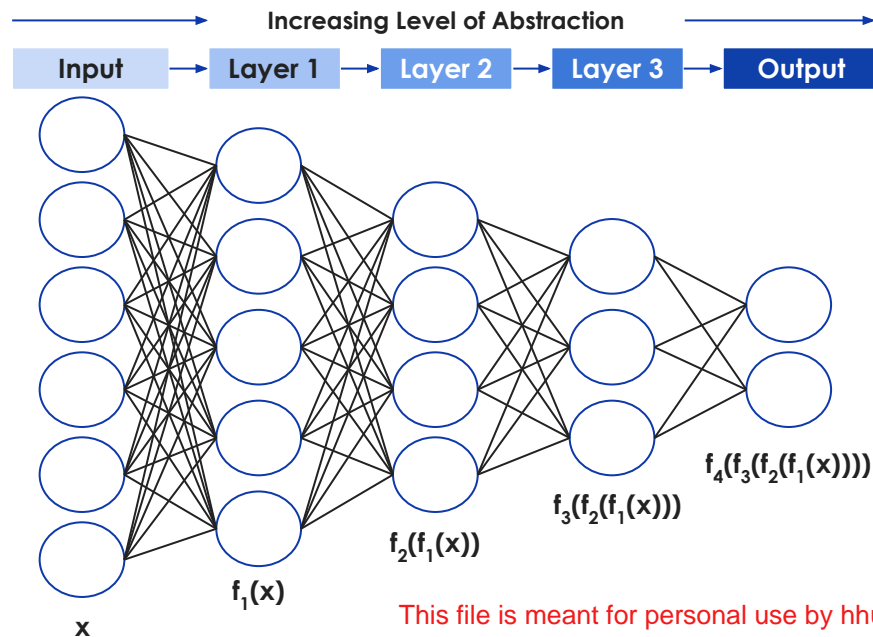 Increasing Level of Abstraction
Input Layer 1 Layer 2 Layer 3 Output
f₄(f₃(f₂(f₁(x))))
f₃(f₂(f₁(x)))
f₂(f₁(x))
f₁(x)
x
This file is meant for personal use by hhu